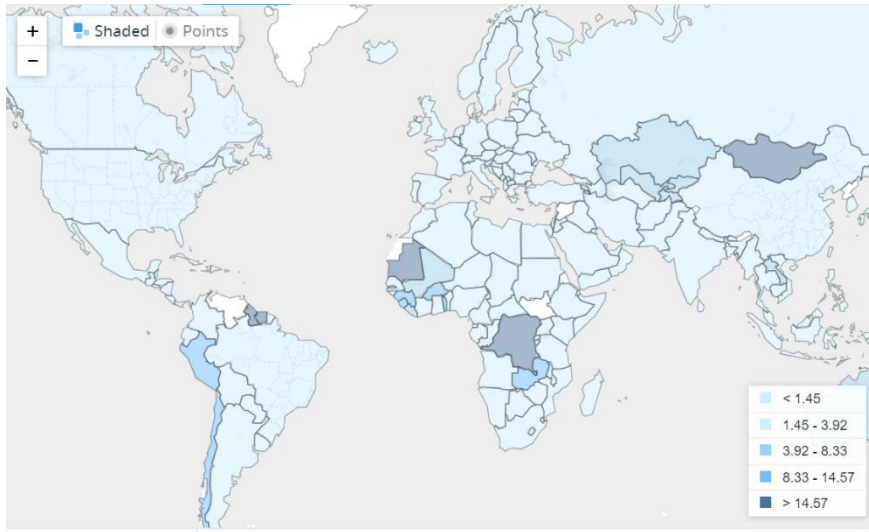 +
−
Shaded Points
< 1.45
1.45 - 3.92
3.92 - 8.33
8.33 - 14.57
> 14.57